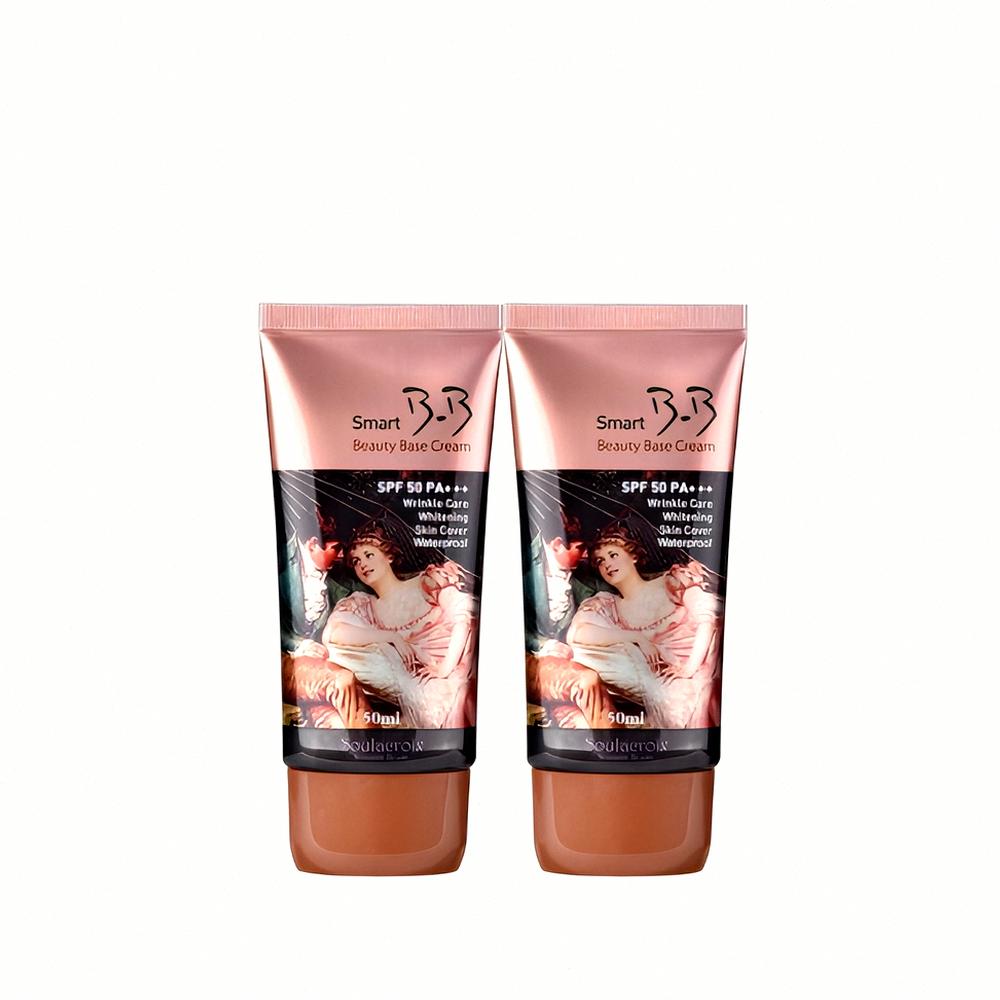 Smart B.B
Beauty Base Cream
SPF 50 PA+++
Wrinkle Care
Whitening
Skin Cover
Waterproof
50ml
Soulacroix
Smart B.B
Beauty Base Cream
SPF 50 PA+++
Wrinkle Care
Whitening
Skin Cover
Waterproof
50ml
Soulacroix